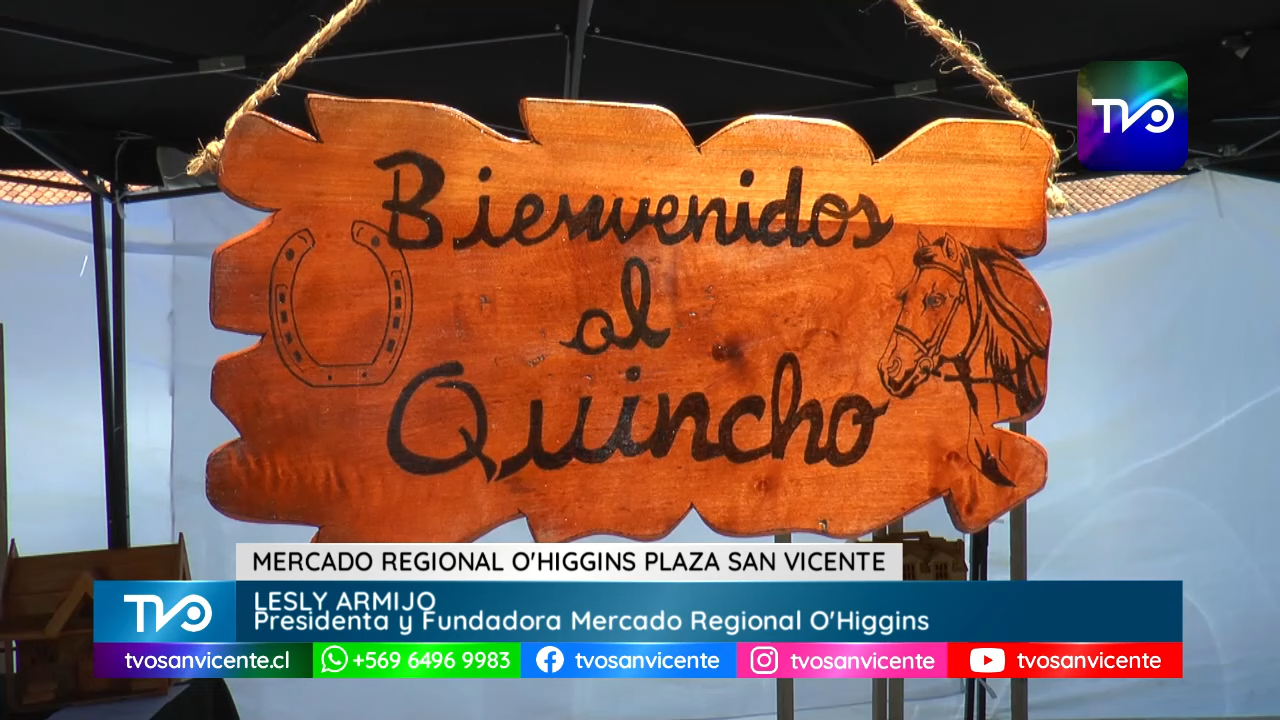 TVO
Bienvenidos
al
Quincho
MERCADO REGIONAL O'HIGGINS PLAZA SAN VICENTE
TVO
LESLY ARMIJO
Presidenta y Fundadora Mercado Regional O'Higgins
tvosanvicente.cl +569 6496 9983 tvosanvicente tvosanvicente tvosanvicente